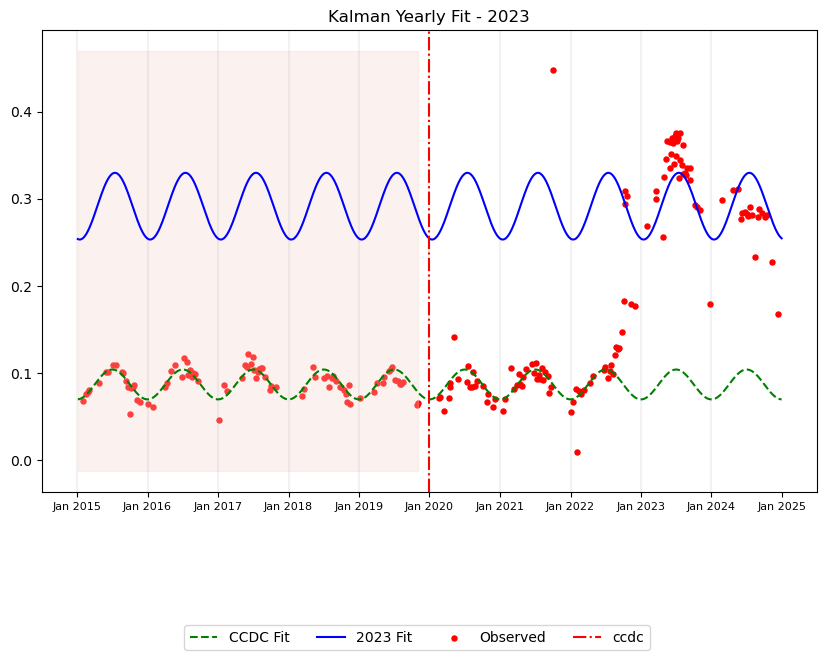 Kalman Yearly Fit - 2023
0.4
0.3
0.2
0.1
0.0
Jan 2015 Jan 2016 Jan 2017 Jan 2018 Jan 2019 Jan 2020 Jan 2021 Jan 2022 Jan 2023 Jan 2024 Jan 2025
CCDC Fit 2023 Fit Observed ccdc